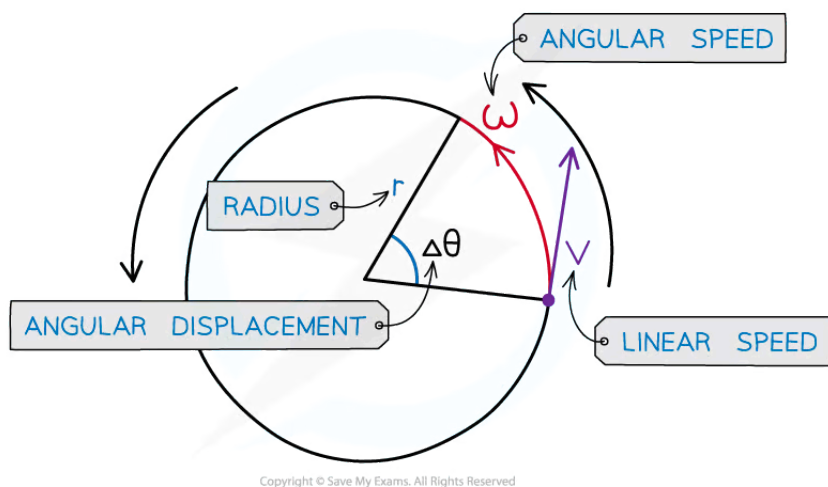 ANGULAR SPEED
ω
RADIUS
r
Δθ
v
ANGULAR DISPLACEMENT
LINEAR SPEED
Copyright © Save My Exams. All Rights Reserved